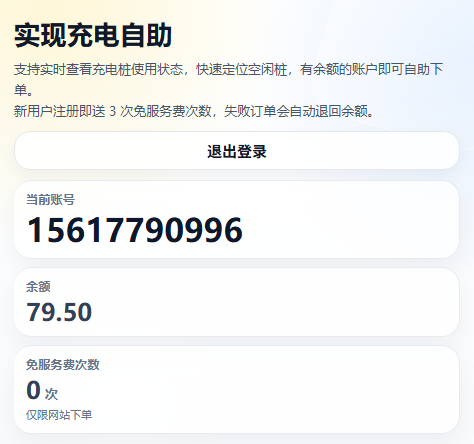 实现充电自助
支持实时查看充电桩使用状态，快速定位空闲桩，有余额的账户即可自助下
单。
新用户注册即送 3 次免服务费次数，失败订单会自动退回余额。
退出登录
当前账号
15617790996
余额
79.50
免服务费次数
0 次
仅限网站下单